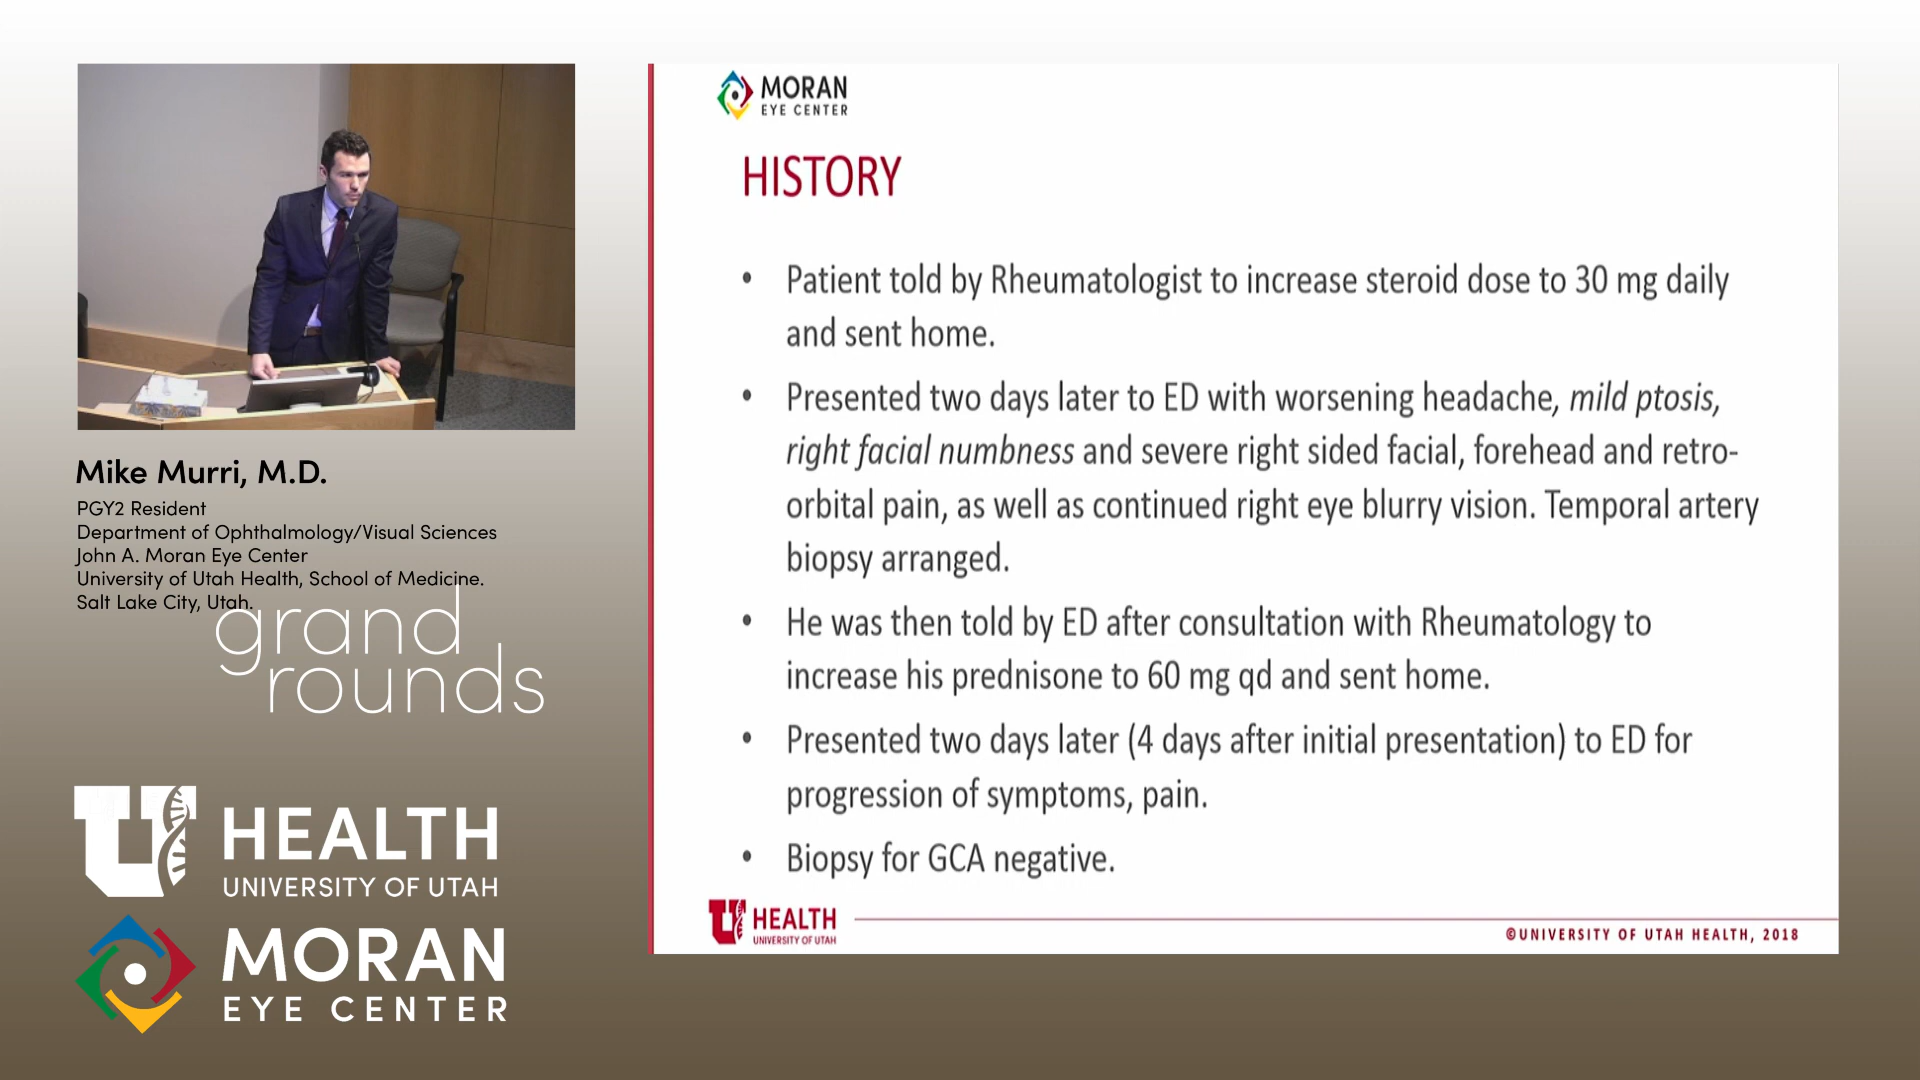 Mike Murri, M.D.
PGY2 Resident
Department of Ophthalmology/Visual Sciences
John A. Moran Eye Center
University of Utah Health, School of Medicine.
Salt Lake City, Utah.
grand
rounds
U HEALTH
UNIVERSITY OF UTAH
MORAN
EYE CENTER
MORAN
EYE CENTER
HISTORY
• Patient told by Rheumatologist to increase steroid dose to 30 mg daily
and sent home.
• Presented two days later to ED with worsening headache, mild ptosis,
right facial numbness and severe right sided facial, forehead and retro-
orbital pain, as well as continued right eye blurry vision. Temporal artery
biopsy arranged.
• He was then told by ED after consultation with Rheumatology to
increase his prednisone to 60 mg qd and sent home.
• Presented two days later (4 days after initial presentation) to ED for
progression of symptoms, pain.
• Biopsy for GCA negative.
U HEALTH
UNIVERSITY OF UTAH
©UNIVERSITY OF UTAH HEALTH, 2018